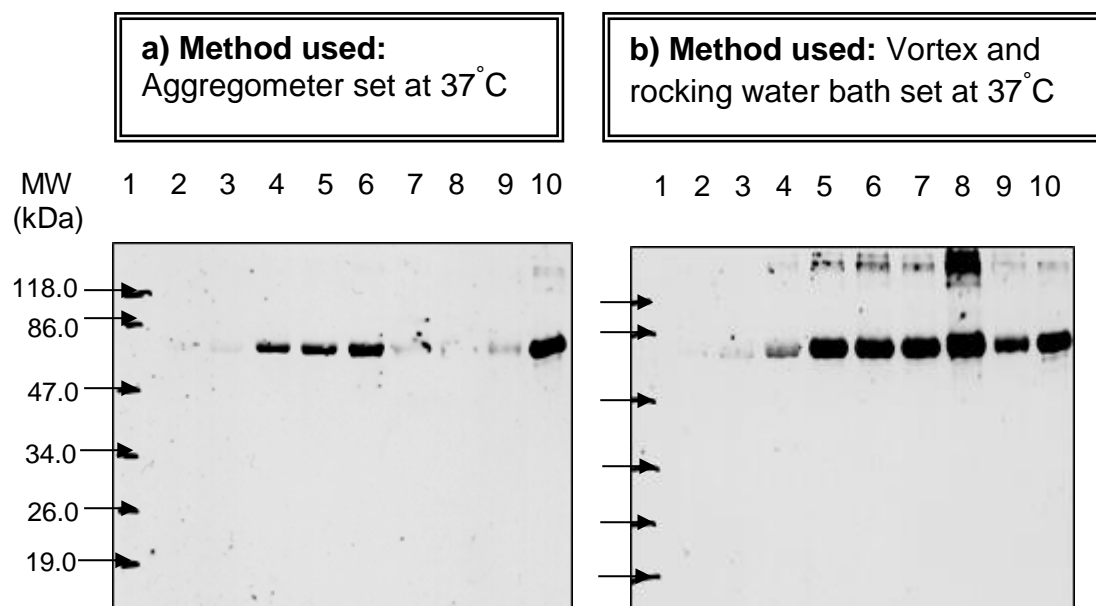 a) Method used:
Aggregometer set at 37°C
b) Method used: Vortex and
rocking water bath set at 37°C
MW
(kDa)
1 2 3 4 5 6 7 8 9 10
1 2 3 4 5 6 7 8 9 10
118.0
86.0
47.0
34.0
26.0
19.0